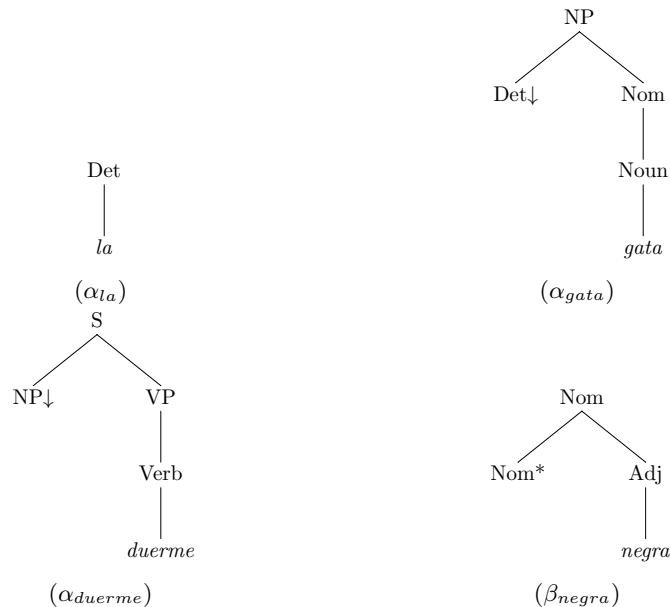 NP
Det↓ Nom
Det Noun
la gata
(α_la) (α_gata)
S
NP↓ VP Nom
Verb Nom* Adj
duerme negra
(α_duerme) (β_negra)